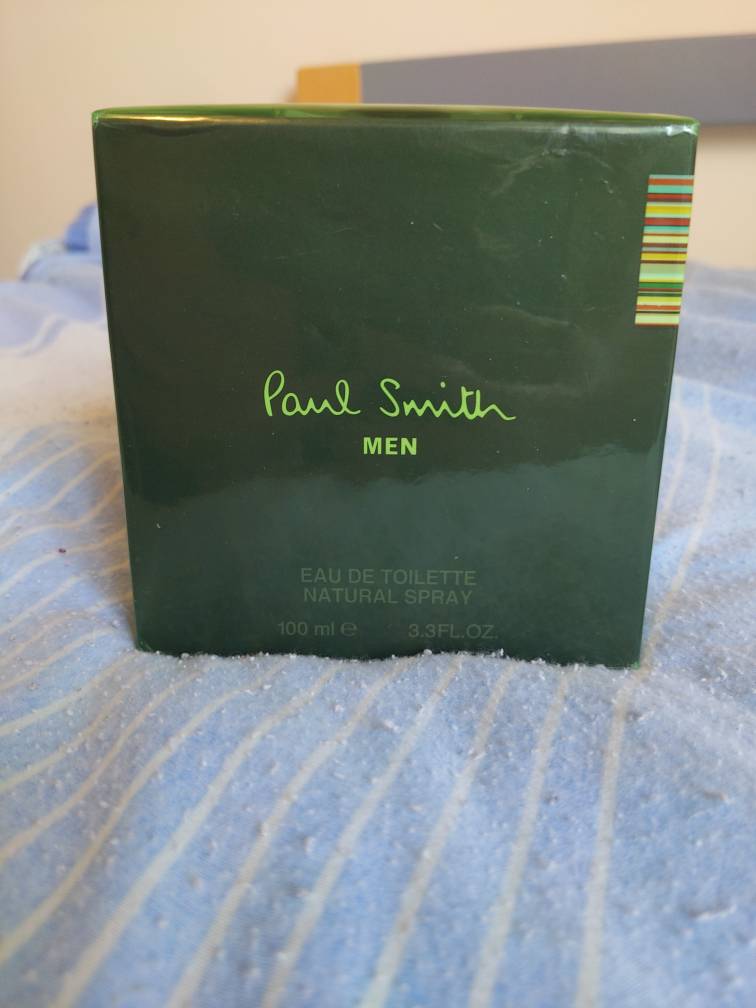 Paul Smith
MEN
EAU DE TOILETTE
NATURAL SPRAY
100 ml ℮ 3.3FL.OZ.